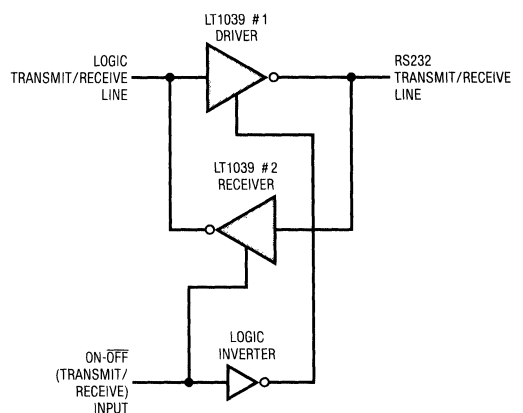 LT1039 #1
DRIVER
LOGIC
TRANSMIT/RECEIVE
LINE
RS232
TRANSMIT/RECEIVE
LINE
LT1039 #2
RECEIVER
LOGIC
INVERTER
ON-O̅F̅F̅
(TRANSMIT/
RECEIVE)
INPUT